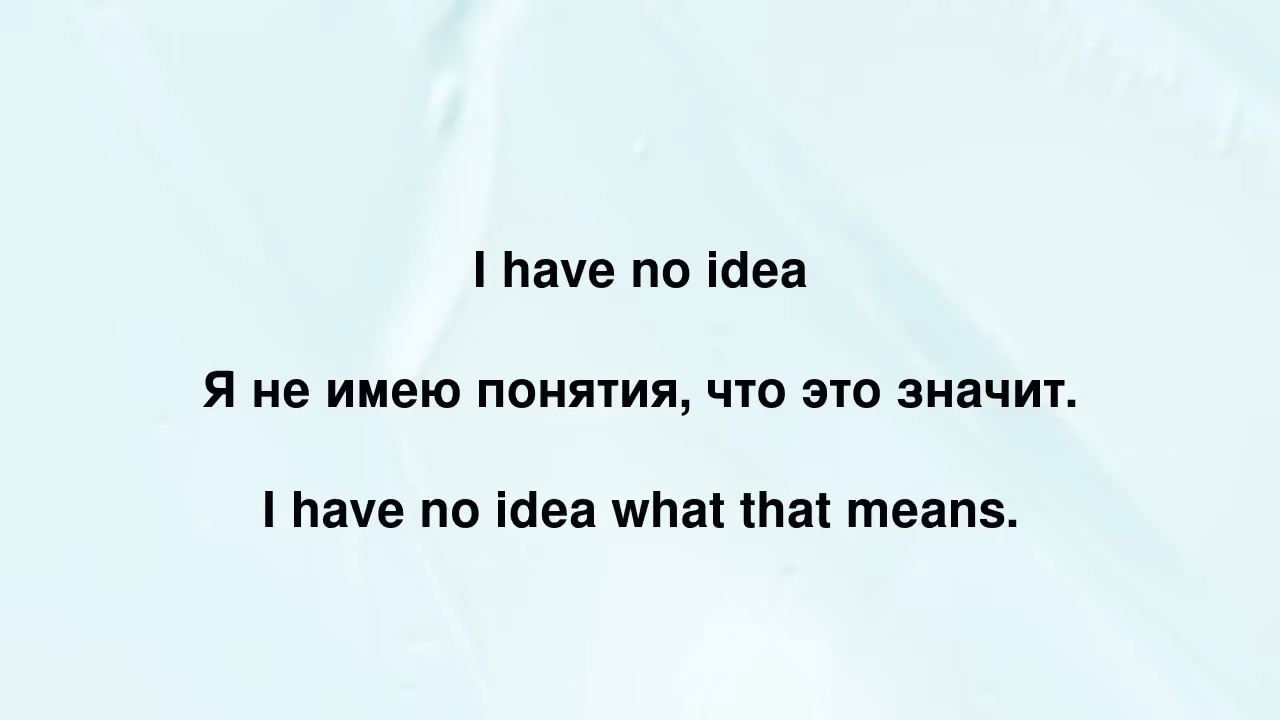 I have no idea
Я не имею понятия, что это значит.
I have no idea what that means.